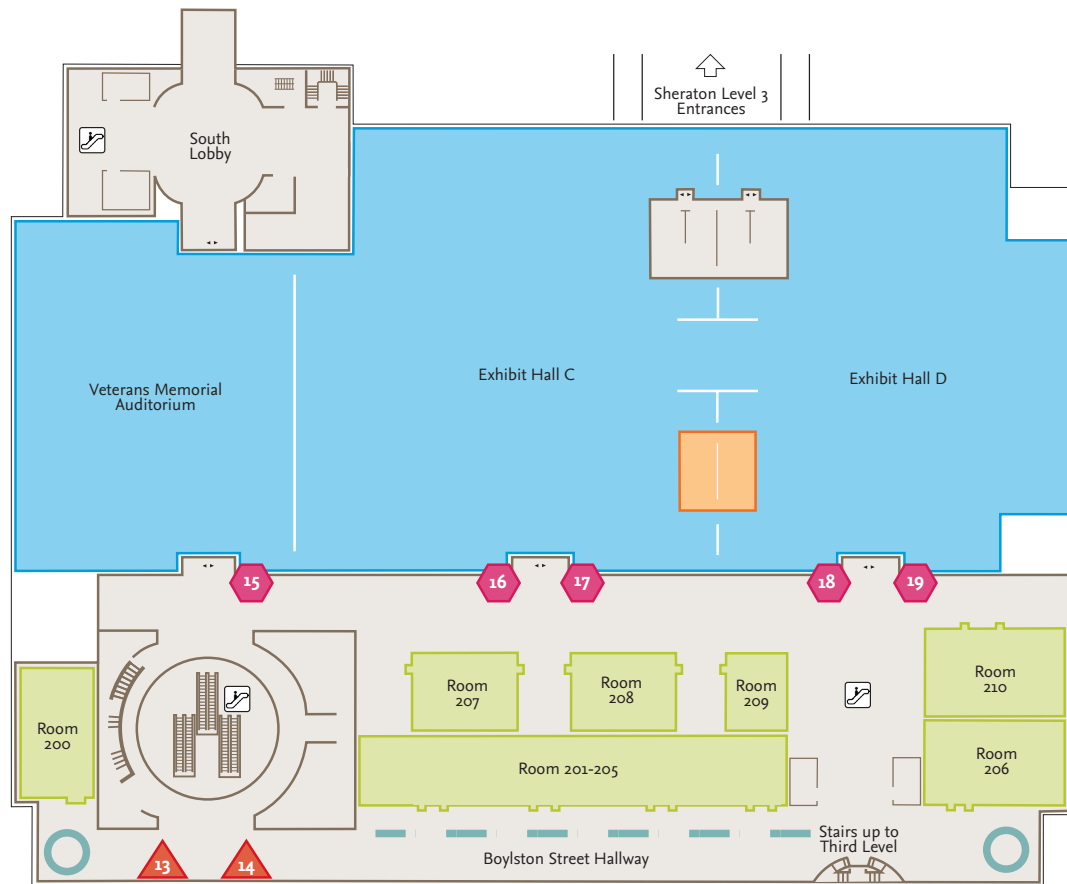 Sheraton Level 3
Entrances
South
Lobby
Veterans Memorial
Auditorium
Exhibit Hall C
Exhibit Hall D
15
16
17
18
19
Room
207
Room
208
Room
209
Room
210
Room
200
Room 201-205
Room
206
Stairs up to
Third Level
13
14
Boylston Street Hallway